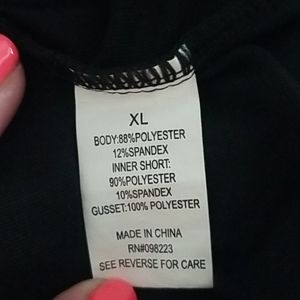 XL
BODY:88%POLYESTER
12%SPANDEX
INNER SHORT:
90%POLYESTER
10%SPANDEX
GUSSET:100% POLYESTER
MADE IN CHINA
RN#098223
SEE REVERSE FOR CARE